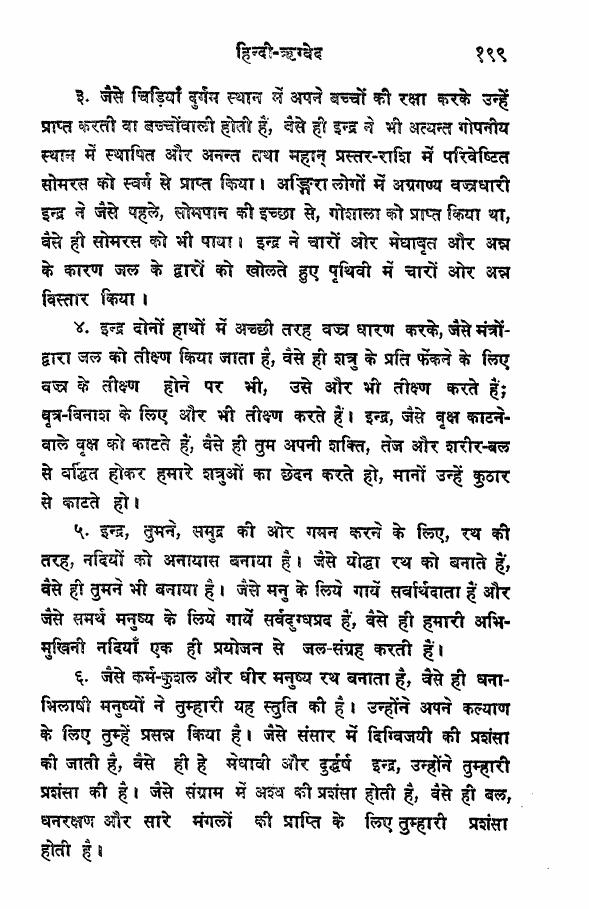 हिन्दी-ऋग्वेद १९९
३. जैसे चिड़ियाँ दुर्गम स्थान में अपने बच्चों की रक्षा करके उन्हें
प्राप्त करती वा बच्चोंवाली होती हैं, वैसे ही इन्द्र ने भी अत्यन्त गोपनीय
स्थान में स्थापित और अनन्त तथा महान् प्रस्तर-राशि में परिवेष्टित
सोमरस को स्वर्ग से प्राप्त किया। अङ्गिरा लोगों में अग्रगण्य वज्रधारी
इन्द्र ने जैसे पहले, सोमपान की इच्छा से, गोशाला को प्राप्त किया था,
वैसे ही सोमरस को भी पाया। इन्द्र ने चारों ओर मेघावृत और अन्न
के कारण जल के द्वारों को खोलते हुए पृथिवी में चारों ओर अन्न
विस्तार किया।
४. इन्द्र दोनों हाथों में अच्छी तरह वज्र धारण करके, जैसे मंत्रों-
द्वारा जल को तीक्ष्ण किया जाता है, वैसे ही शत्रु के प्रति फेंकने के लिए
वज्र के तीक्ष्ण होने पर भी, उसे और भी तीक्ष्ण करते हैं;
वृत्र-विनाश के लिए और भी तीक्ष्ण करते हैं। इन्द्र, जैसे वृक्ष काटने-
वाले वृक्ष को काटते हैं, वैसे ही तुम अपनी शक्ति, तेज और शरीर-बल
से वर्द्धित होकर हमारे शत्रुओं का छेदन करते हो, मानों उन्हें कुठार
से काटते हो।
५. इन्द्र, तुमने, समुद्र की ओर गमन करने के लिए, रथ की
तरह, नदियों को अनायास बनाया है। जैसे योद्धा रथ को बनाते हैं,
वैसे ही तुमने भी बनाया है। जैसे मनु के लिये गायें सर्वार्थदाता हैं और
जैसे समर्थ मनुष्य के लिये गायें सर्वदुग्धप्रद हैं, वैसे ही हमारी अभि-
मुखिनी नदियाँ एक ही प्रयोजन से जल-संग्रह करती हैं।
६. जैसे कर्म-कुशल और धीर मनुष्य रथ बनाता है, वैसे ही धना-
भिलाषी मनुष्यों ने तुम्हारी यह स्तुति की है। उन्होंने अपने कल्याण
के लिए तुम्हें प्रसन्न किया है। जैसे संसार में दिग्विजयी की प्रशंसा
की जाती है, वैसे ही हे मेधावी और दुर्द्धर्ष इन्द्र, उन्होंने तुम्हारी
प्रशंसा की है। जैसे संग्राम में अश्व की प्रशंसा होती है, वैसे ही बल,
धनरक्षण और सारे मंगलों की प्राप्ति के लिए तुम्हारी प्रशंसा
होती है।